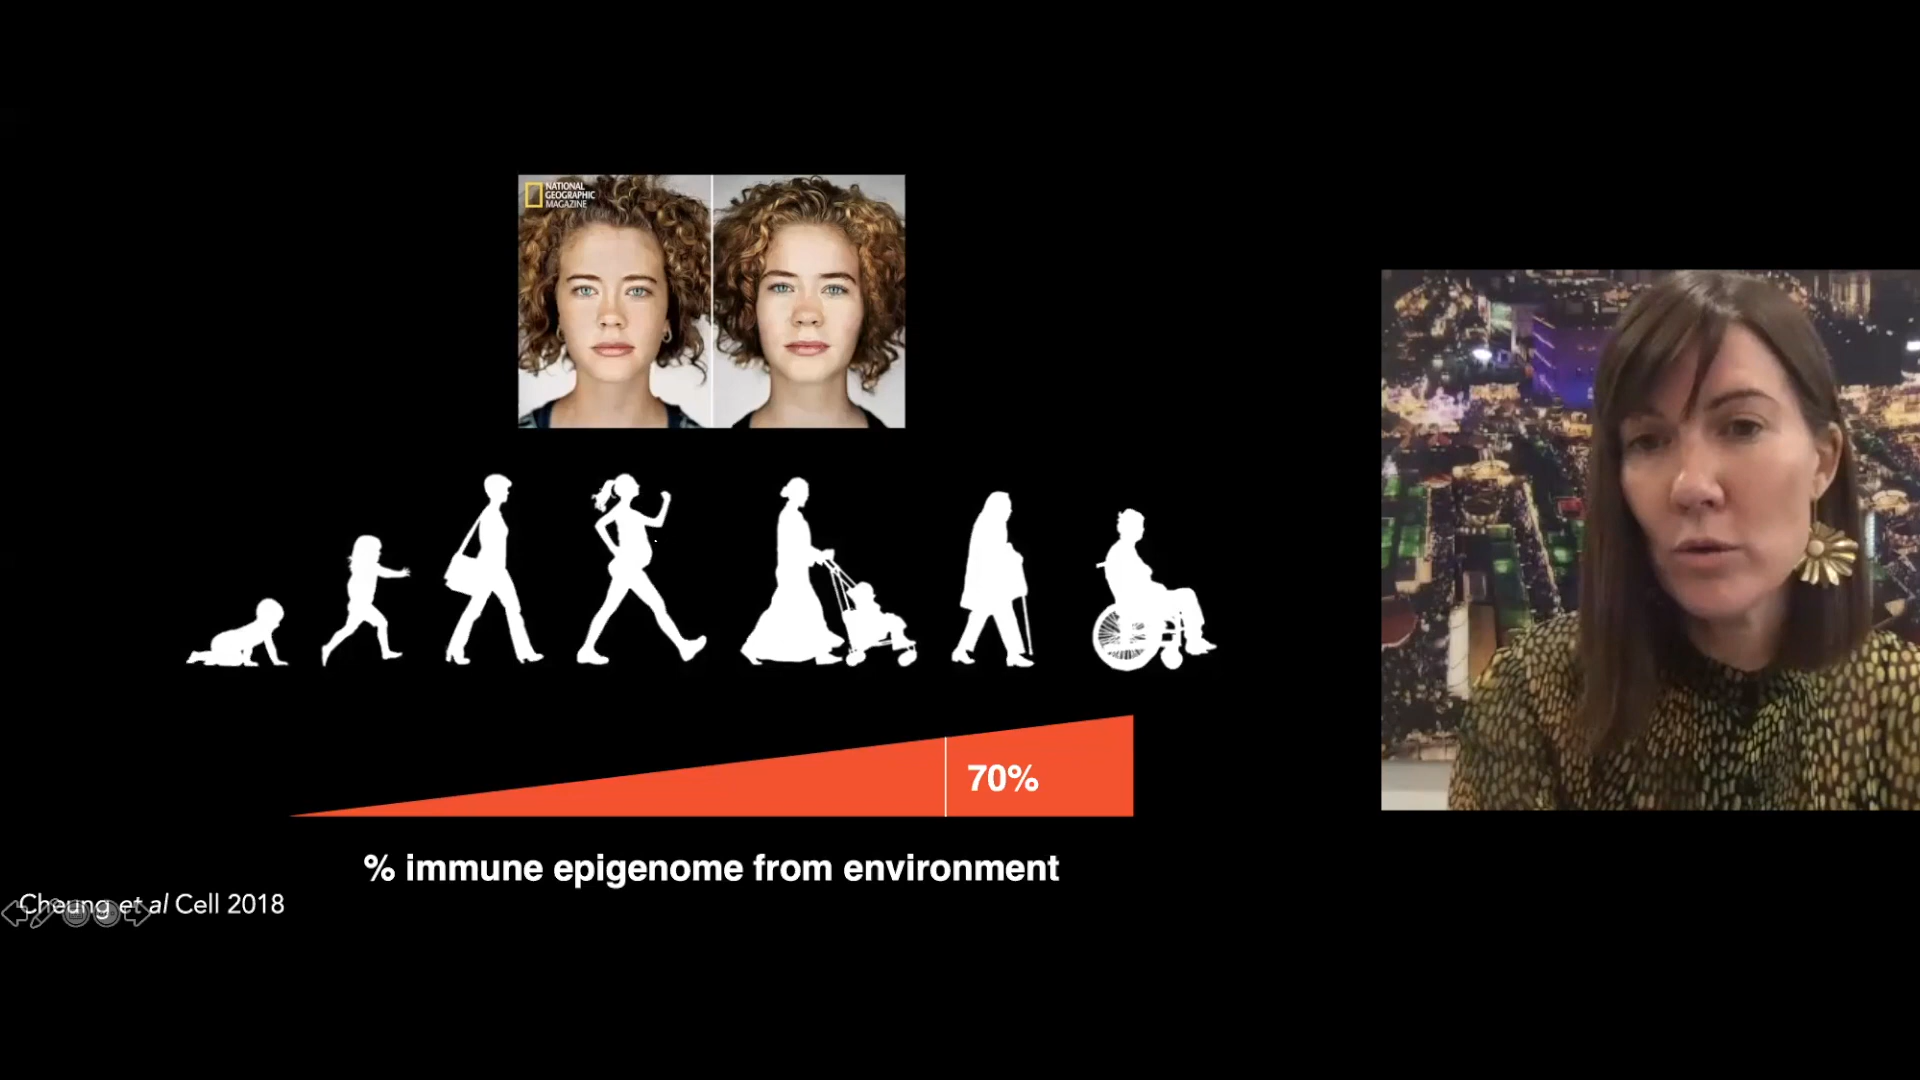 NATIONAL
GEOGRAPHIC
MAGAZINE
70%
% immune epigenome from environment
Cheung et al Cell 2018